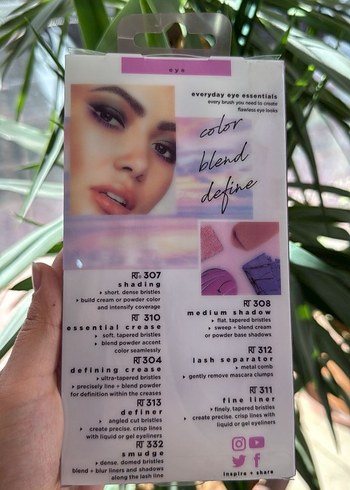 eye
everyday eye essentials
every brush you need to create
flawless eye looks
color
blend
define
RT 307
shading
▸ short, dense bristles
▸ build cream or powder color
and intensify coverage
RT 310
essential crease
▸ soft, tapered bristles
▸ blend powder accent
color seamlessly
RT 304
defining crease
▸ ultra-tapered bristles
▸ precisely line + blend powder
for definition within the creases
RT 313
definer
▸ angled cut bristles
▸ create precise, crisp lines
with liquid or gel eyeliners
RT 332
smudge
▸ dense, domed bristles
blend + blur liners and shadows
along the lash line
RT 308
medium shadow
▸ flat, tapered bristles
▸ sweep + blend cream
or powder base shadows
RT 312
lash separator
▸ metal comb
▸ gently remove mascara clumps
RT 311
fine liner
▸ finely, tapered bristles
▸ create precise, crisp lines with
liquid or gel eyeliners
inspire + share